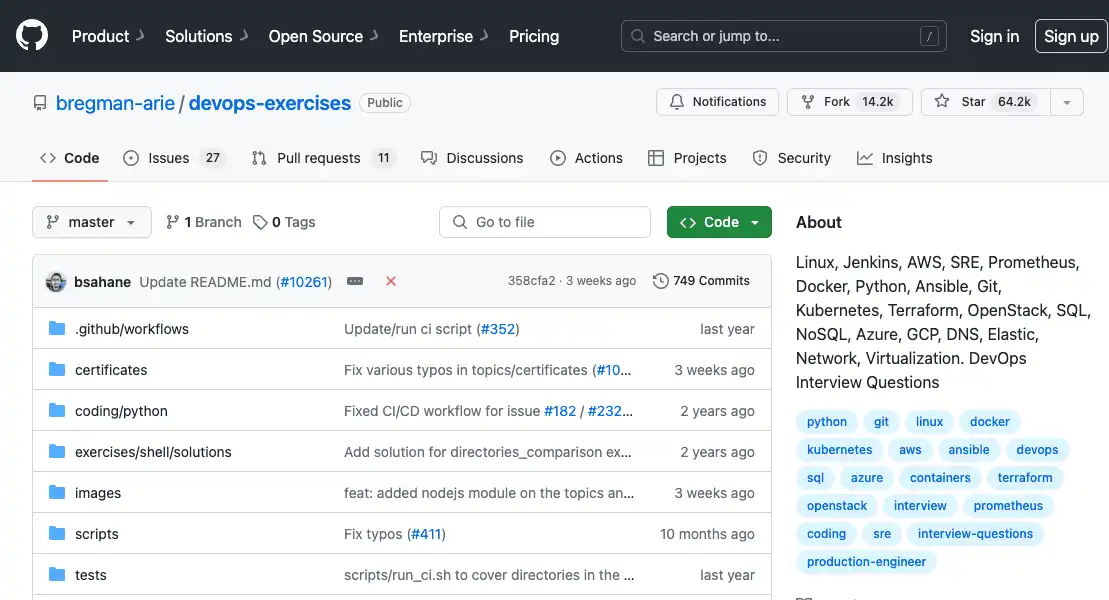 Product Solutions Open Source Enterprise Pricing Search or jump to... / Sign in Sign up
bregman-arie / devops-exercises Public Notifications Fork 14.2k Star 64.2k
Code Issues 27 Pull requests 11 Discussions Actions Projects Security Insights
master 1 Branch 0 Tags Go to file Code
bsahane Update README.md (#10261) 358cfa2 · 3 weeks ago 749 Commits
.github/workflows Update/run ci script (#352) last year
certificates Fix various typos in topics/certificates (#10... 3 weeks ago
coding/python Fixed CI/CD workflow for issue #182 / #232... 2 years ago
exercises/shell/solutions Add solution for directories_comparison ex... 2 years ago
images feat: added nodejs module on the topics an... 3 weeks ago
scripts Fix typos (#411) 10 months ago
tests scripts/run_ci.sh to cover directories in the ... last year
About
Linux, Jenkins, AWS, SRE, Prometheus,
Docker, Python, Ansible, Git,
Kubernetes, Terraform, OpenStack, SQL,
NoSQL, Azure, GCP, DNS, Elastic,
Network, Virtualization. DevOps
Interview Questions
python git linux docker
kubernetes aws ansible devops
sql azure containers terraform
openstack interview prometheus
coding sre interview-questions
production-engineer